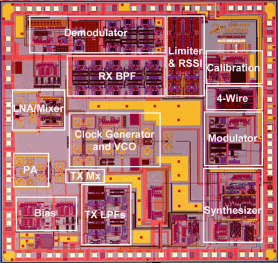 Demodulator
Limiter
& RSSI
RX BPF
Calibration
4-Wire
LNA/Mixer
Clock Generator
and VCO
Modulator
PA
TX Mx
Bias
TX LPFs
Synthesizer